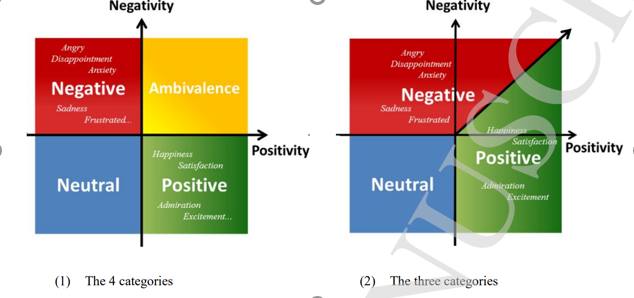 Negativity
Angry
Disappointment
Anxiety
Negative
Sadness
Frustrated...
Ambivalence
Positivity
Neutral
Happiness
Satisfaction
Positive
Admiration
Excitement...
(1) The 4 categories
Negativity
Angry
Disappointment
Anxiety
Negative
Sadness
Frustrated
Happiness
Satisfaction
Positivity
Positive
Neutral
Admiration
Excitement
(2) The three categories
NUSCR